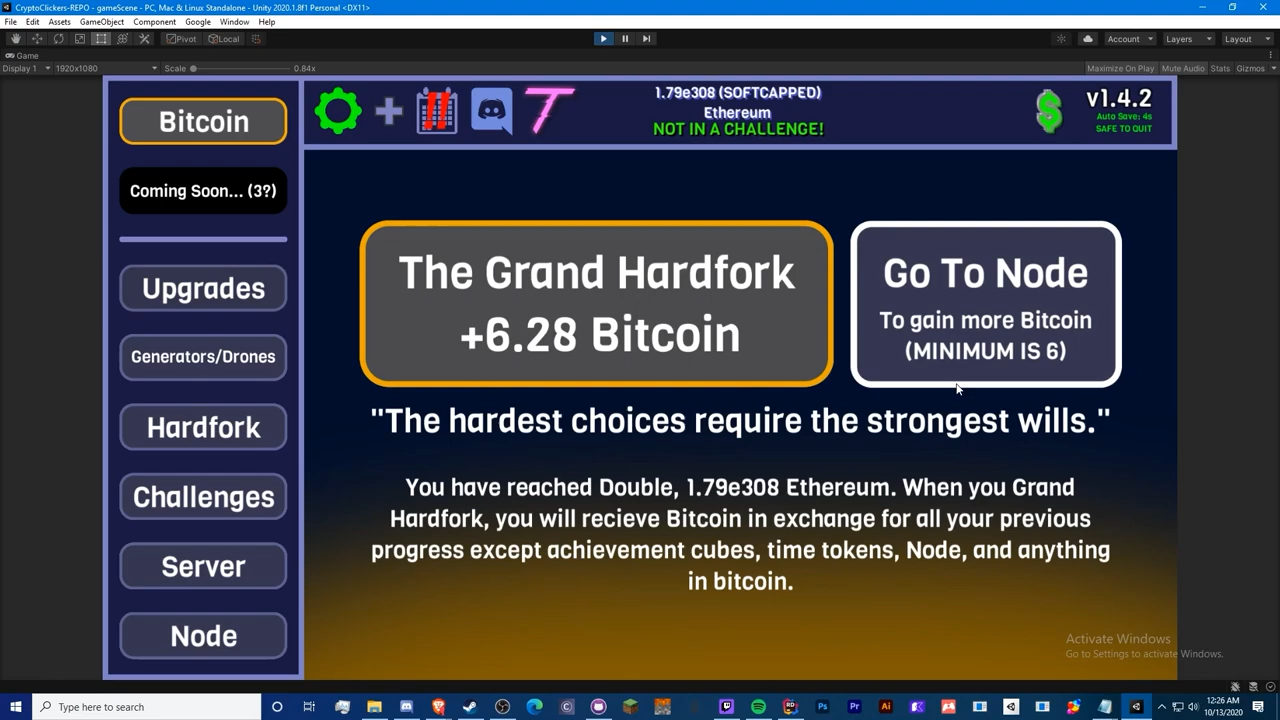 CryptoClickers-REPO - gameScene - PC, Mac & Linux Standalone - Unity 2020.1.8f1 Personal <DX11>
File Edit Assets GameObject Component Google Window Help
Pivot Local Account Layers Layout
Game
Display 1 1920x1080 Scale 0.84x Maximize On Play Mute Audio Stats Gizmos
Bitcoin
Coming Soon... (3?)
Upgrades
Generators/Drones
Hardfork
Challenges
Server
Node
1.79e308 (SOFTCAPPED)
Ethereum
NOT IN A CHALLENGE!
v1.4.2
Auto Save: 4s
SAFE TO QUIT
The Grand Hardfork
+6.28 Bitcoin
Go To Node
To gain more Bitcoin
(MINIMUM IS 6)
"The hardest choices require the strongest wills."
You have reached Double, 1.79e308 Ethereum. When you Grand
Hardfork, you will recieve Bitcoin in exchange for all your previous
progress except achievement cubes, time tokens, Node, and anything
in bitcoin.
Activate Windows
Go to Settings to activate Windows.
Type here to search
12:26 AM
10/13/2020